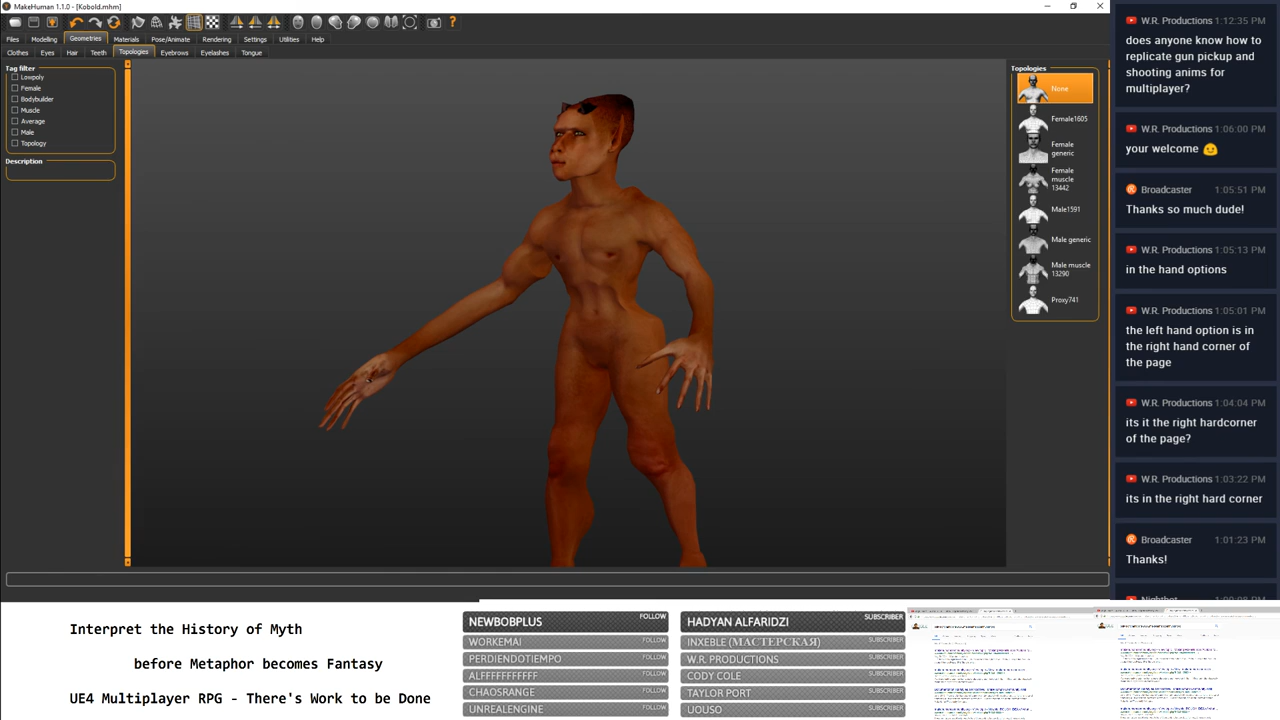 MakeHuman 1.1.0 - [Kobold.mhm]
Files Modelling Geometries Materials Pose/Animate Rendering Settings Utilities Help
Clothes Eyes Hair Teeth Topologies Eyebrows Eyelashes Tongue
Tag filter
Lowpoly
Female
Bodybuilder
Muscle
Average
Male
Topology
Description
Topologies
None
Female1605
Female
generic
Female
muscle
13442
Male1591
Male generic
Male muscle
13290
Proxy741
W.R. Productions 1:12:35 PM
does anyone know how to
replicate gun pickup and
shooting anims for
multiplayer?
W.R. Productions 1:06:00 PM
your welcome 🙂
Broadcaster 1:05:51 PM
Thanks so much dude!
W.R. Productions 1:05:13 PM
in the hand options
W.R. Productions 1:05:01 PM
the left hand option is in
the right hand corner of
the page
W.R. Productions 1:04:04 PM
its it the right hardcorner
of the page?
W.R. Productions 1:03:22 PM
its in the right hard corner
Broadcaster 1:01:23 PM
Thanks!
Interpret the History of Myth
before Metaphor becomes Fantasy
UE4 Multiplayer RPG - There's Work to be Done
NEWBOBPLUS FOLLOW
WORKEMAI FOLLOW
PERDIENDOTIEMPO FOLLOW
ALFFFFFFFFFF FOLLOW
CHAOSRANGE FOLLOW
UNREALENGINE FOLLOW
HADYAN ALFARIDZI SUBSCRIBER
INXEBLE (МАСТЕРСКАЯ) SUBSCRIBER
W.R. PRODUCTIONS SUBSCRIBER
CODY COLE SUBSCRIBER
TAYLOR PORT SUBSCRIBER
UOUSO SUBSCRIBER